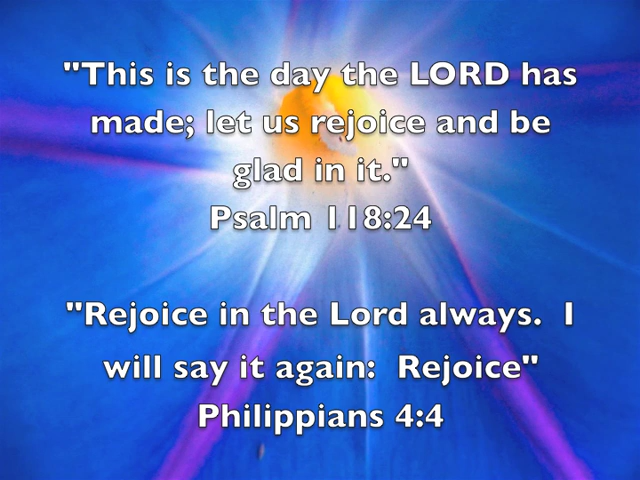 "This is the day the LORD has
made; let us rejoice and be
glad in it."
Psalm 118:24
"Rejoice in the Lord always.  I
will say it again:  Rejoice"
Philippians 4:4